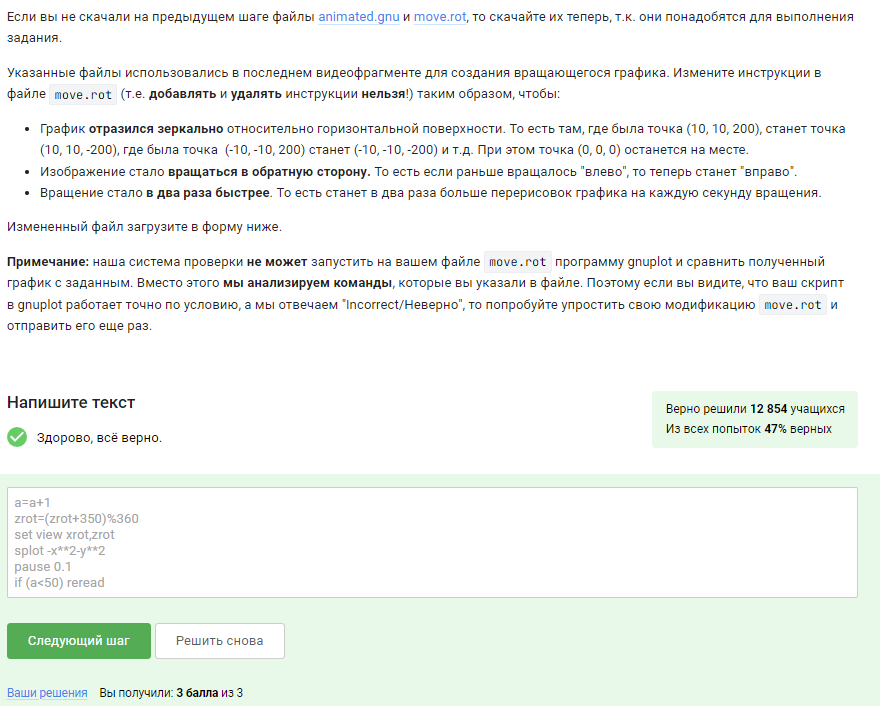 Если вы не скачали на предыдущем шаге файлы animated.gnu и move.rot, то скачайте их теперь, т.к. они понадобятся для выполнения
задания.
Указанные файлы использовались в последнем видеофрагменте для создания вращающегося графика. Измените инструкции в
файле move.rot (т.е. добавлять и удалять инструкции нельзя!) таким образом, чтобы:
• График отразился зеркально относительно горизонтальной поверхности. То есть там, где была точка (10, 10, 200), станет точка
(10, 10, -200), где была точка (-10, -10, 200) станет (-10, -10, -200) и т.д. При этом точка (0, 0, 0) останется на месте.
• Изображение стало вращаться в обратную сторону. То есть если раньше вращалось "влево", то теперь станет "вправо".
• Вращение стало в два раза быстрее. То есть станет в два раза больше перерисовок графика на каждую секунду вращения.
Измененный файл загрузите в форму ниже.
Примечание: наша система проверки не может запустить на вашем файле move.rot программу gnuplot и сравнить полученный
график с заданным. Вместо этого мы анализируем команды, которые вы указали в файле. Поэтому если вы видите, что ваш скрипт
в gnuplot работает точно по условию, а мы отвечаем "Incorrect/Неверно", то попробуйте упростить свою модификацию move.rot и
отправить его еще раз.
Напишите текст
Верно решили 12 854 учащихся
Из всех попыток 47% верных
Здорово, всё верно.
a=a+1
zrot=(zrot+350)%360
set view xrot,zrot
splot -x**2-y**2
pause 0.1
if (a<50) reread
Следующий шаг Решить снова
Ваши решения Вы получили: 3 балла из 3